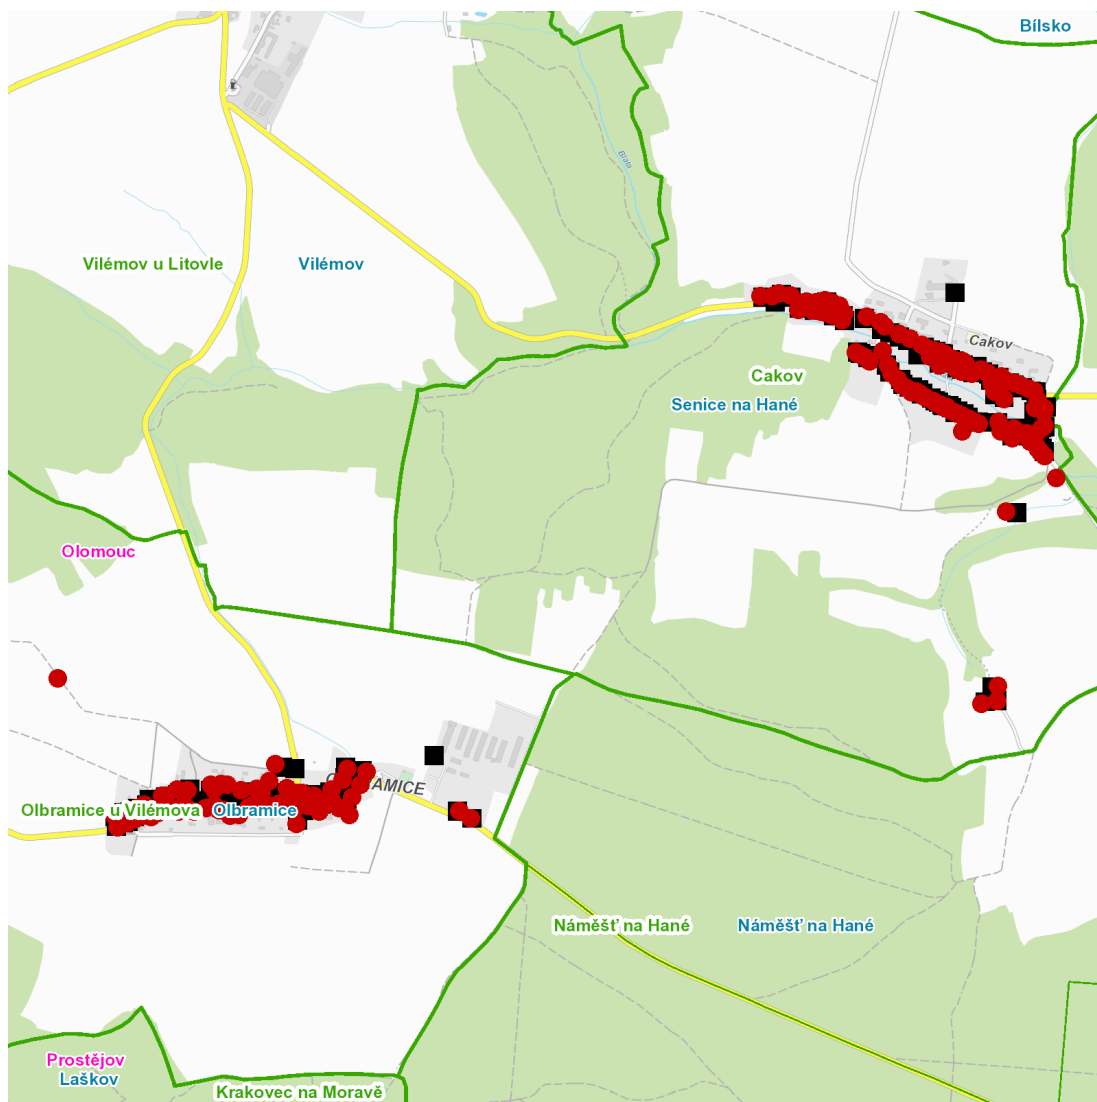 Bílsko
Blata
Vilémov u Litovle
Vilémov
Cakov
Cakov
Senice na Hané
Olomouc
OLBRAMICE
Olbramice u Vilémova
Olbramice
Náměšť na Hané
Náměšť na Hané
Prostějov
Laškov
Krakovec na Moravě